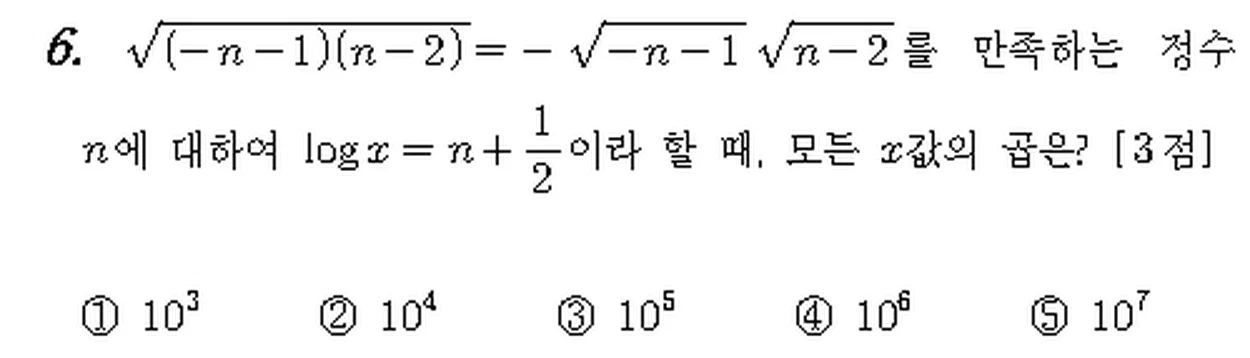 6. √(-n-1)(n-2) = - √-n-1 √n-2 를 만족하는 정수
n에 대하여 log x = n + 1/2 이라 할 때, 모든 x값의 곱은? [3점]
① 10³ ② 10⁴ ③ 10⁵ ④ 10⁶ ⑤ 10⁷